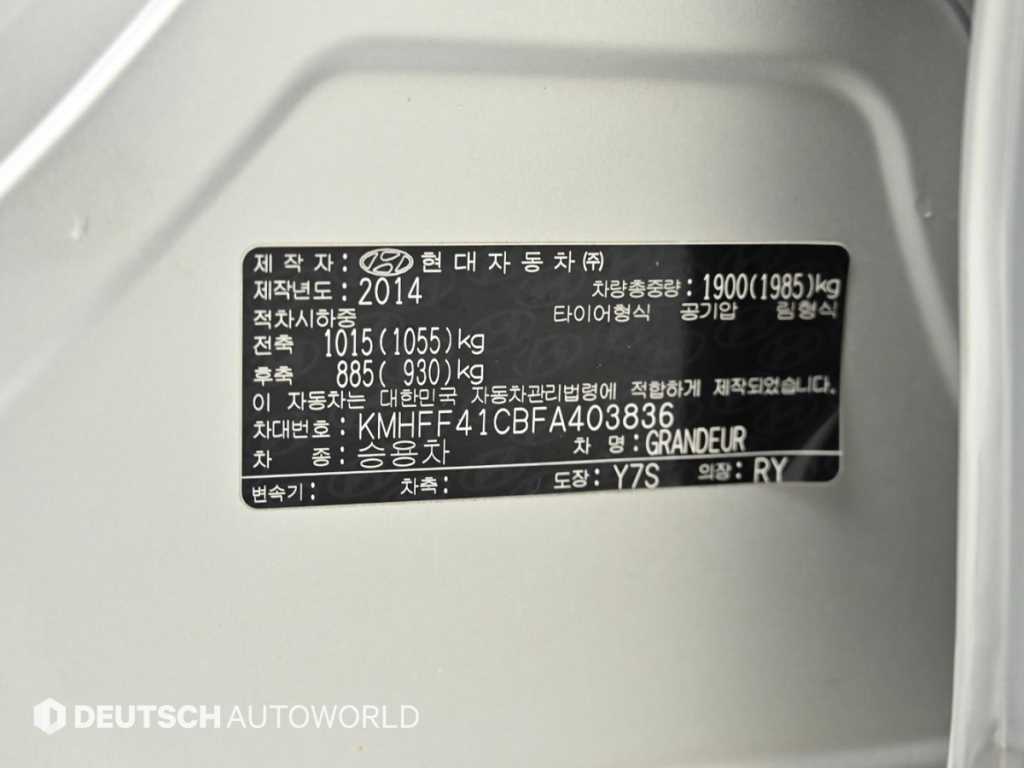 제 작 자 : 현 대 자 동 차 ㈜
제작년도 : 2014 차량총중량 : 1900(1985)kg
적차시하중 타이어형식 공기압 림형식
전축 1015(1055)kg
후축 885( 930)kg
이 자동차는 대한민국 자동차관리법령에 적합하게 제작되었습니다.
차대번호 : KMHFF41CBFA403836
차 종 : 승용차 차 명 : GRANDEUR
변속기 : 차축 : 도장 : Y7S 의장 : RY
DEUTSCH AUTOWORLD